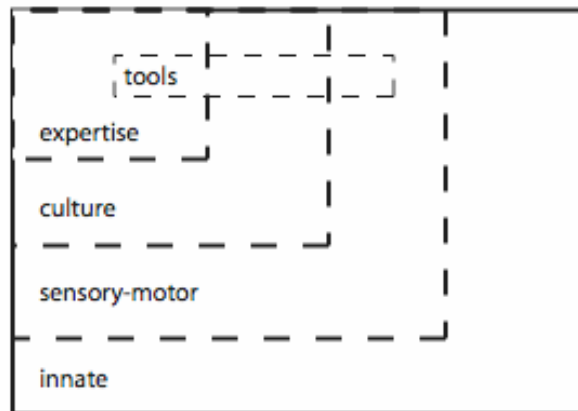 tools
expertise
culture
sensory-motor
innate